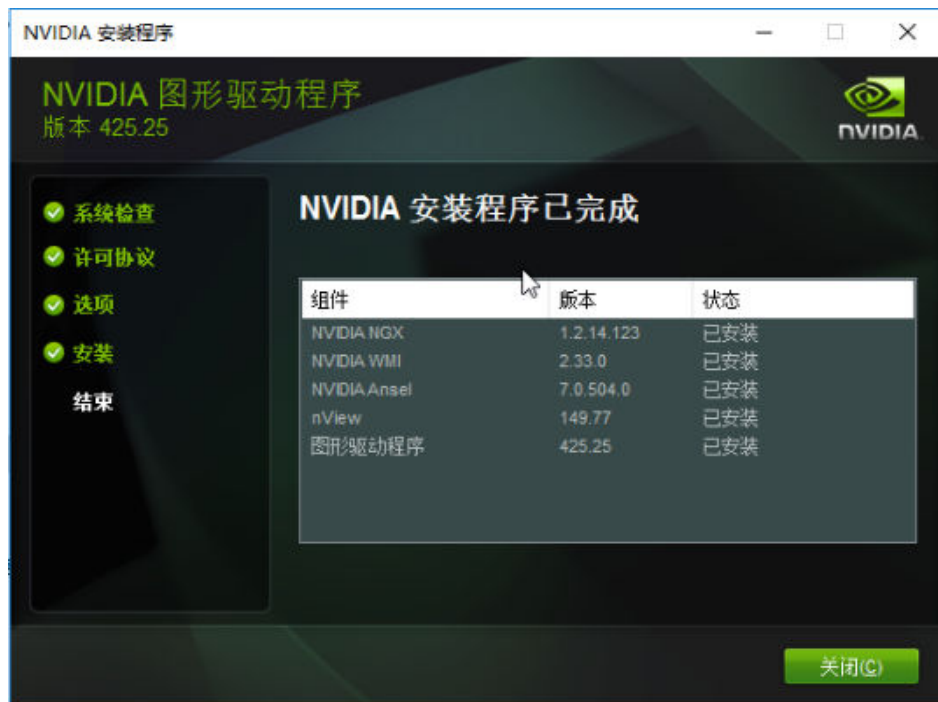 NVIDIA 安装程序
NVIDIA 图形驱动程序
版本 425.25
NVIDIA
系统检查
许可协议
选项
安装
结束
NVIDIA 安装程序已完成
组件 版本 状态
NVIDIA NGX 1.2.14.123 已安装
NVIDIA WMI 2.33.0 已安装
NVIDIA Ansel 7.0.504.0 已安装
nView 149.77 已安装
图形驱动程序 425.25 已安装
关闭(C)